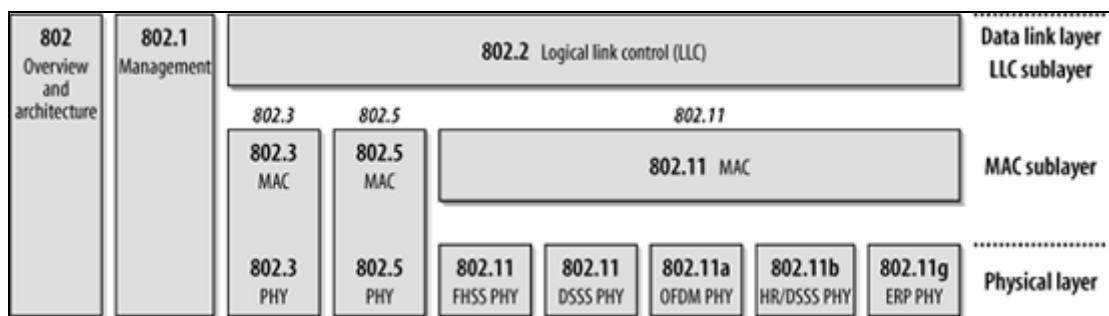 802
Overview
and
architecture
802.1
Management
802.2 Logical link control (LLC)
Data link layer
LLC sublayer
802.3
802.5
802.11
802.3
MAC
802.5
MAC
802.11 MAC
MAC sublayer
802.3
PHY
802.5
PHY
802.11
FHSS PHY
802.11
DSSS PHY
802.11a
OFDM PHY
802.11b
HR/DSSS PHY
802.11g
ERP PHY
Physical layer